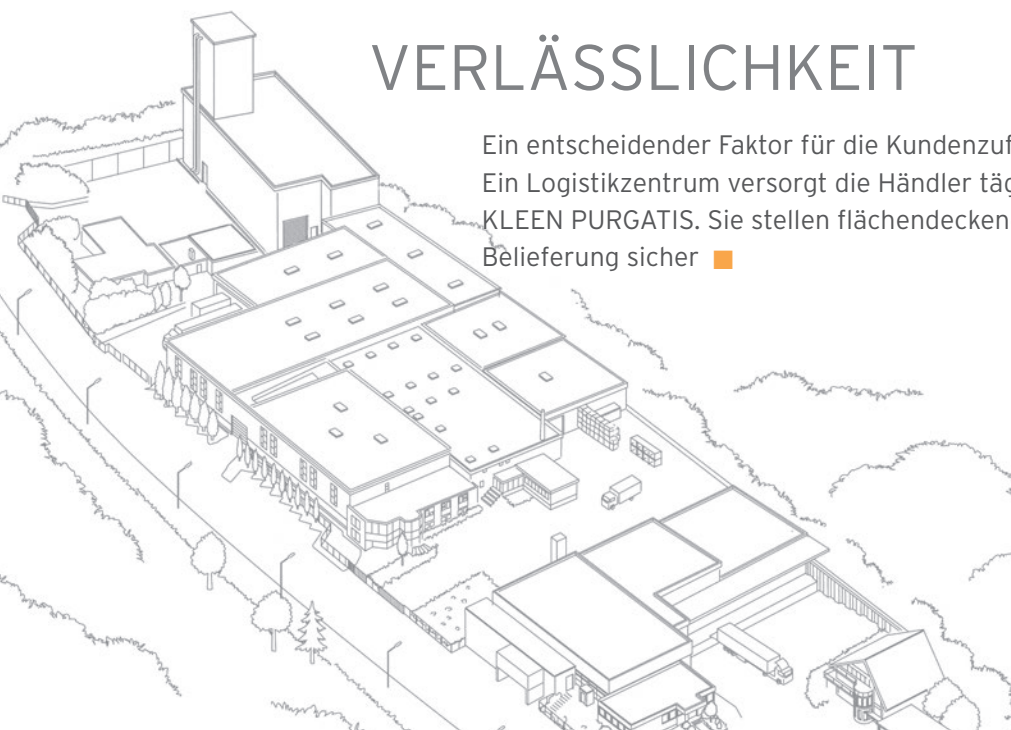 VERLÄSSLICHKEIT
Ein entscheidender Faktor für die Kundenzuf
Ein Logistikzentrum versorgt die Händler täg
KLEEN PURGATIS. Sie stellen flächendecken
Belieferung sicher